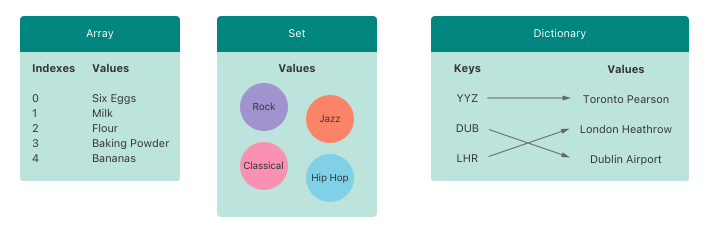 Array
Indexes Values
0 Six Eggs
1 Milk
2 Flour
3 Baking Powder
4 Bananas
Set
Values
Rock
Jazz
Classical
Hip Hop
Dictionary
Keys Values
YYZ Toronto Pearson
DUB London Heathrow
LHR Dublin Airport